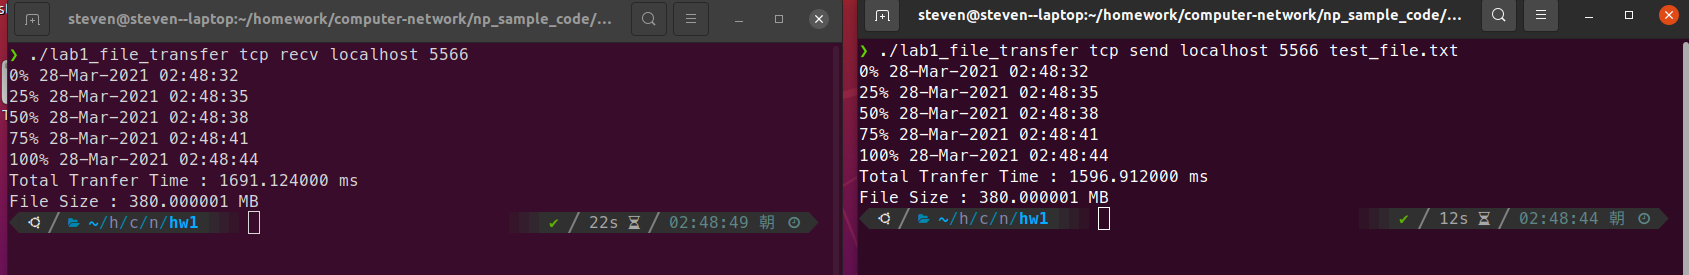 steven@steven--laptop:~/homework/computer-network/np_sample_code/...
❯ ./lab1_file_transfer tcp recv localhost 5566
0% 28-Mar-2021 02:48:32
25% 28-Mar-2021 02:48:35
50% 28-Mar-2021 02:48:38
75% 28-Mar-2021 02:48:41
100% 28-Mar-2021 02:48:44
Total Tranfer Time : 1691.124000 ms
File Size : 380.000001 MB
~/h/c/n/hw1 ✔ 22s 02:48:49 朝
steven@steven--laptop:~/homework/computer-network/np_sample_code/...
❯ ./lab1_file_transfer tcp send localhost 5566 test_file.txt
0% 28-Mar-2021 02:48:32
25% 28-Mar-2021 02:48:35
50% 28-Mar-2021 02:48:38
75% 28-Mar-2021 02:48:41
100% 28-Mar-2021 02:48:44
Total Tranfer Time : 1596.912000 ms
File Size : 380.000001 MB
~/h/c/n/hw1 ✔ 12s 02:48:44 朝